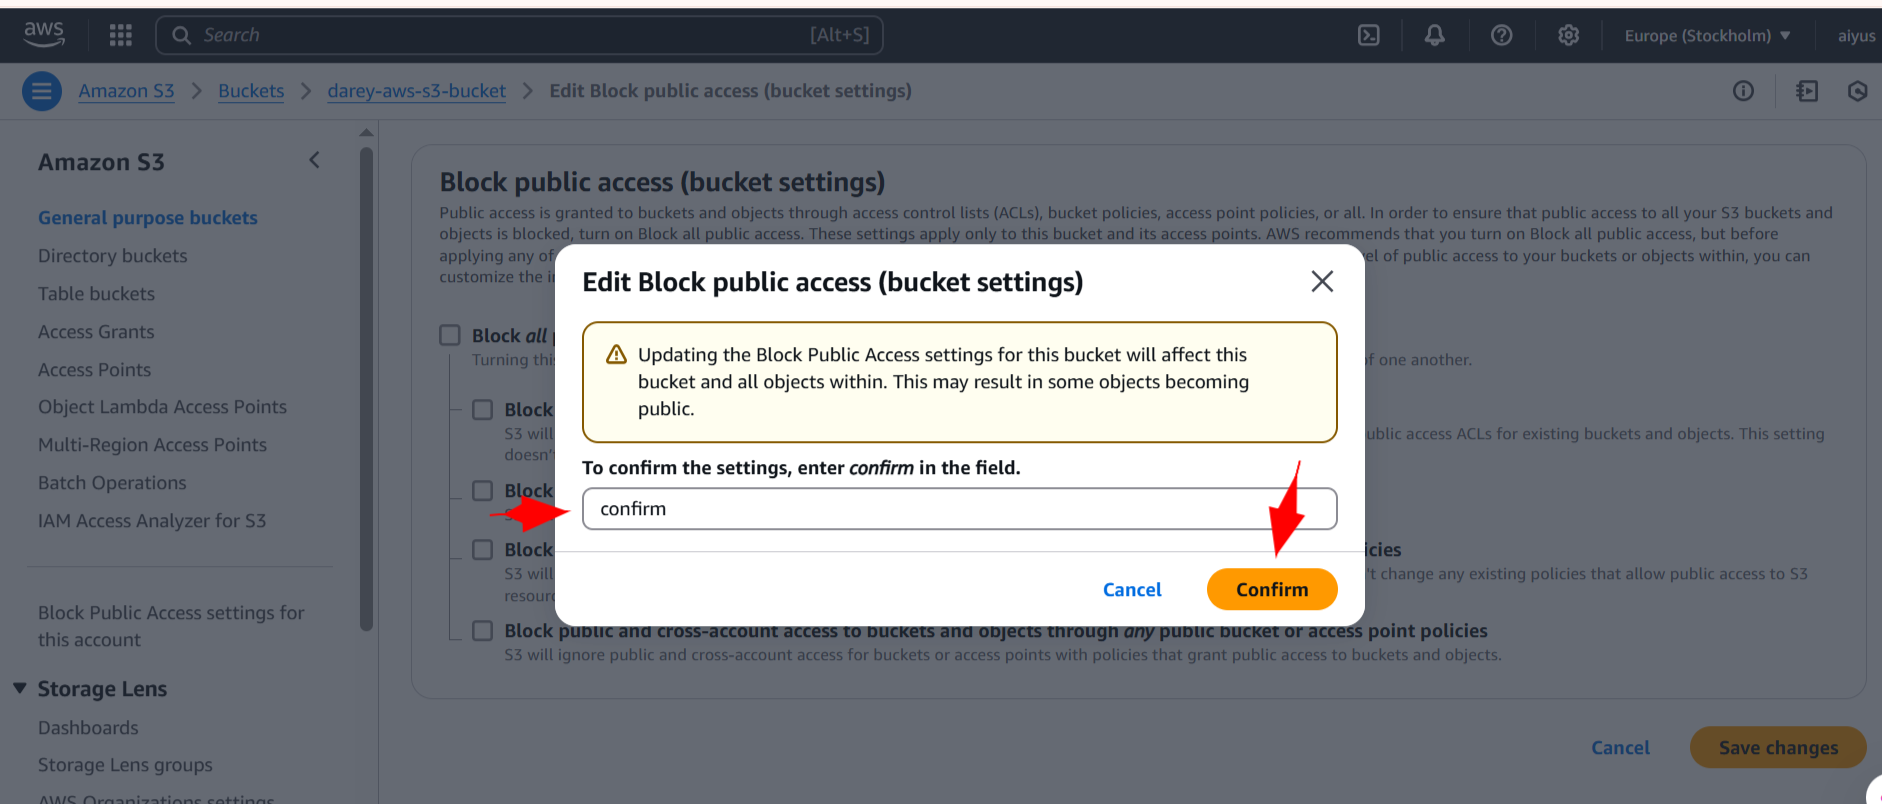 aws
Search
[Alt+S]
Europe (Stockholm)
aiyus
Amazon S3
Buckets
darey-aws-s3-bucket
Edit Block public access (bucket settings)
Amazon S3
General purpose buckets
Directory buckets
Table buckets
Access Grants
Access Points
Object Lambda Access Points
Multi-Region Access Points
Batch Operations
IAM Access Analyzer for S3
Block Public Access settings for
this account
Storage Lens
Dashboards
Storage Lens groups
AWS Organizations settings
Block public access (bucket settings)
Public access is granted to buckets and objects through access control lists (ACLs), bucket policies, access point policies, or all. In order to ensure that public access to all your S3 buckets and
objects is blocked, turn on Block all public access. These settings apply only to this bucket and its access points. AWS recommends that you turn on Block all public access, but before
applying any of el of public access to your buckets or objects within, you can
customize the
Block all
Turning this of one another.
Block
S3 will ublic access ACLs for existing buckets and objects. This setting
doesn't
Block
Block icies
S3 will 't change any existing policies that allow public access to S3
resour
Block public and cross-account access to buckets and objects through any public bucket or access point policies
S3 will ignore public and cross-account access for buckets or access points with policies that grant public access to buckets and objects.
Cancel
Save changes
Edit Block public access (bucket settings)
Updating the Block Public Access settings for this bucket will affect this
bucket and all objects within. This may result in some objects becoming
public.
To confirm the settings, enter confirm in the field.
confirm
Cancel
Confirm